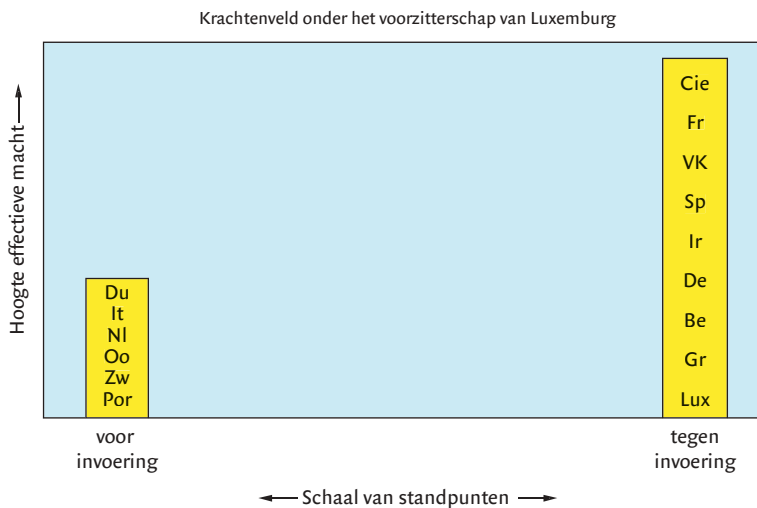 Krachtenveld onder het voorzitterschap van Luxemburg
Hoogte effectieve macht
Du
It
Nl
Oo
Zw
Por
Cie
Fr
VK
Sp
Ir
De
Be
Gr
Lux
voor
invoering
tegen
invoering
Schaal van standpunten